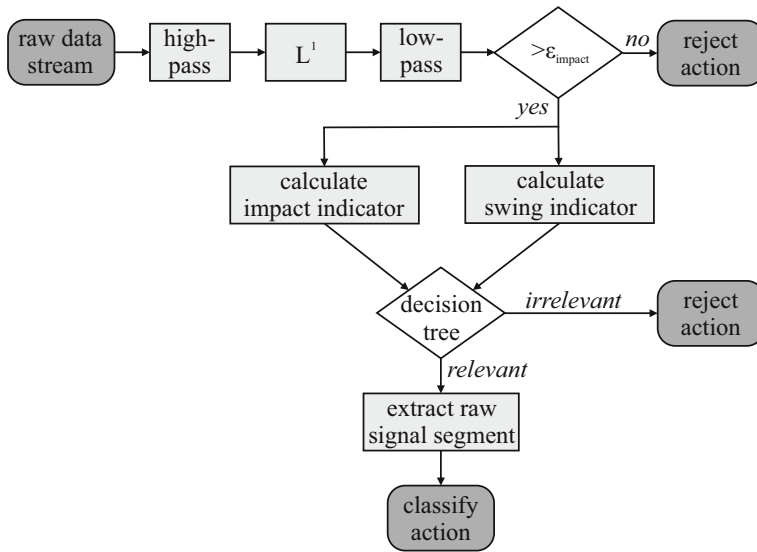 raw data
stream
high-
pass
L¹
low-
pass
>ε_impact
no
reject
action
yes
calculate
impact indicator
calculate
swing indicator
decision
tree
irrelevant
reject
action
relevant
extract raw
signal segment
classify
action